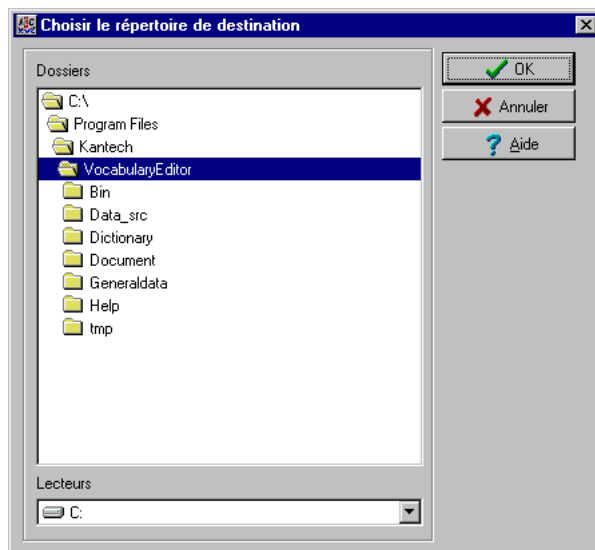 Choisir le répertoire de destination
Dossiers
C:\
Program Files
Kantech
VocabularyEditor
Bin
Data_src
Dictionary
Document
Generaldata
Help
tmp
Lecteurs
C:
OK
Annuler
Aide